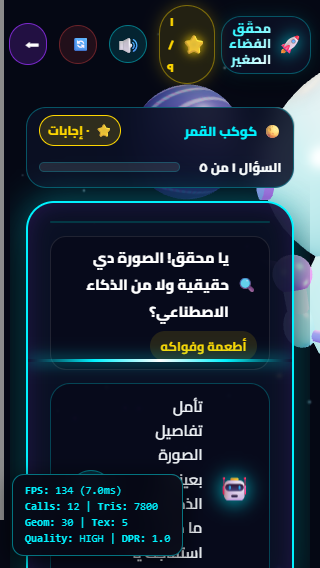 محقّق
الفضاء
الصغير
١
/
٩
كوكب القمر
٠ إجابات
السؤال ١ من ٥
يا محقق! الصورة دي
حقيقية ولا من الذكاء
الاصطناعي؟
أطعمة وفواكه
تأمل
تفاصيل
الصورة
FPS: 134 (7.0ms)
Calls: 12 | Tris: 7800
Geom: 30 | Tex: 5
Quality: HIGH | DPR: 1.0